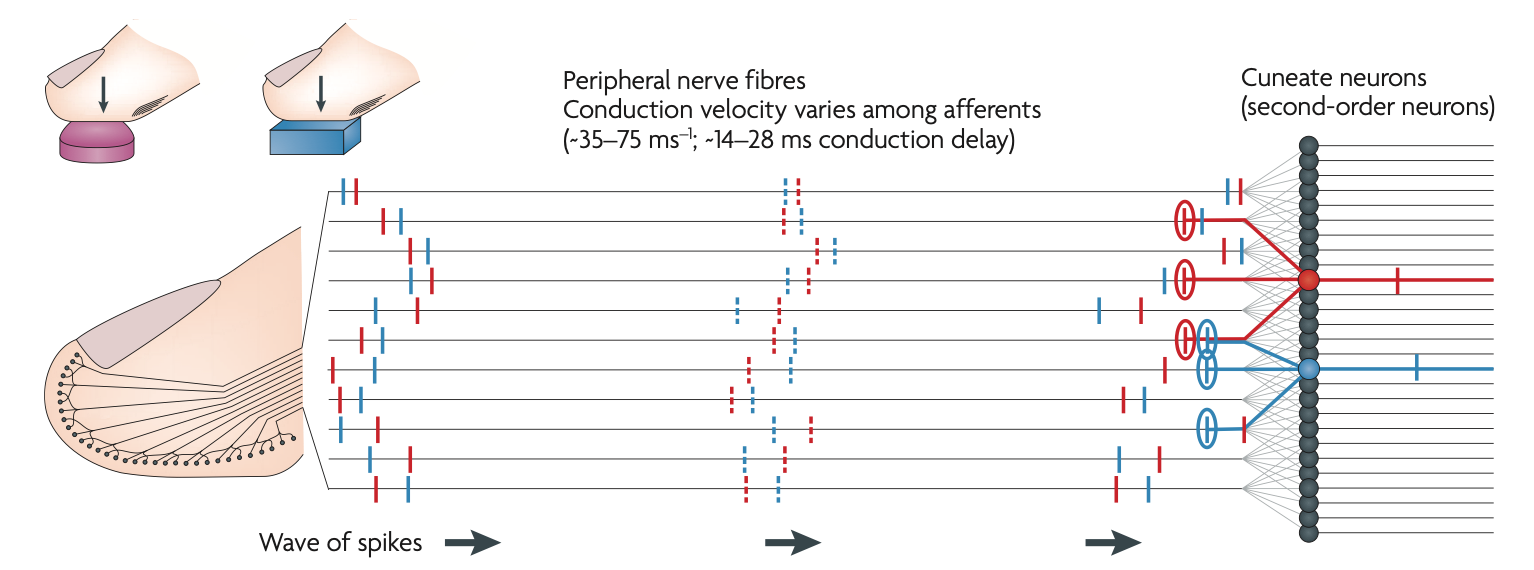 Peripheral nerve fibres
Conduction velocity varies among afferents
(~35–75 ms⁻¹; ~14–28 ms conduction delay)
Cuneate neurons
(second-order neurons)
Wave of spikes